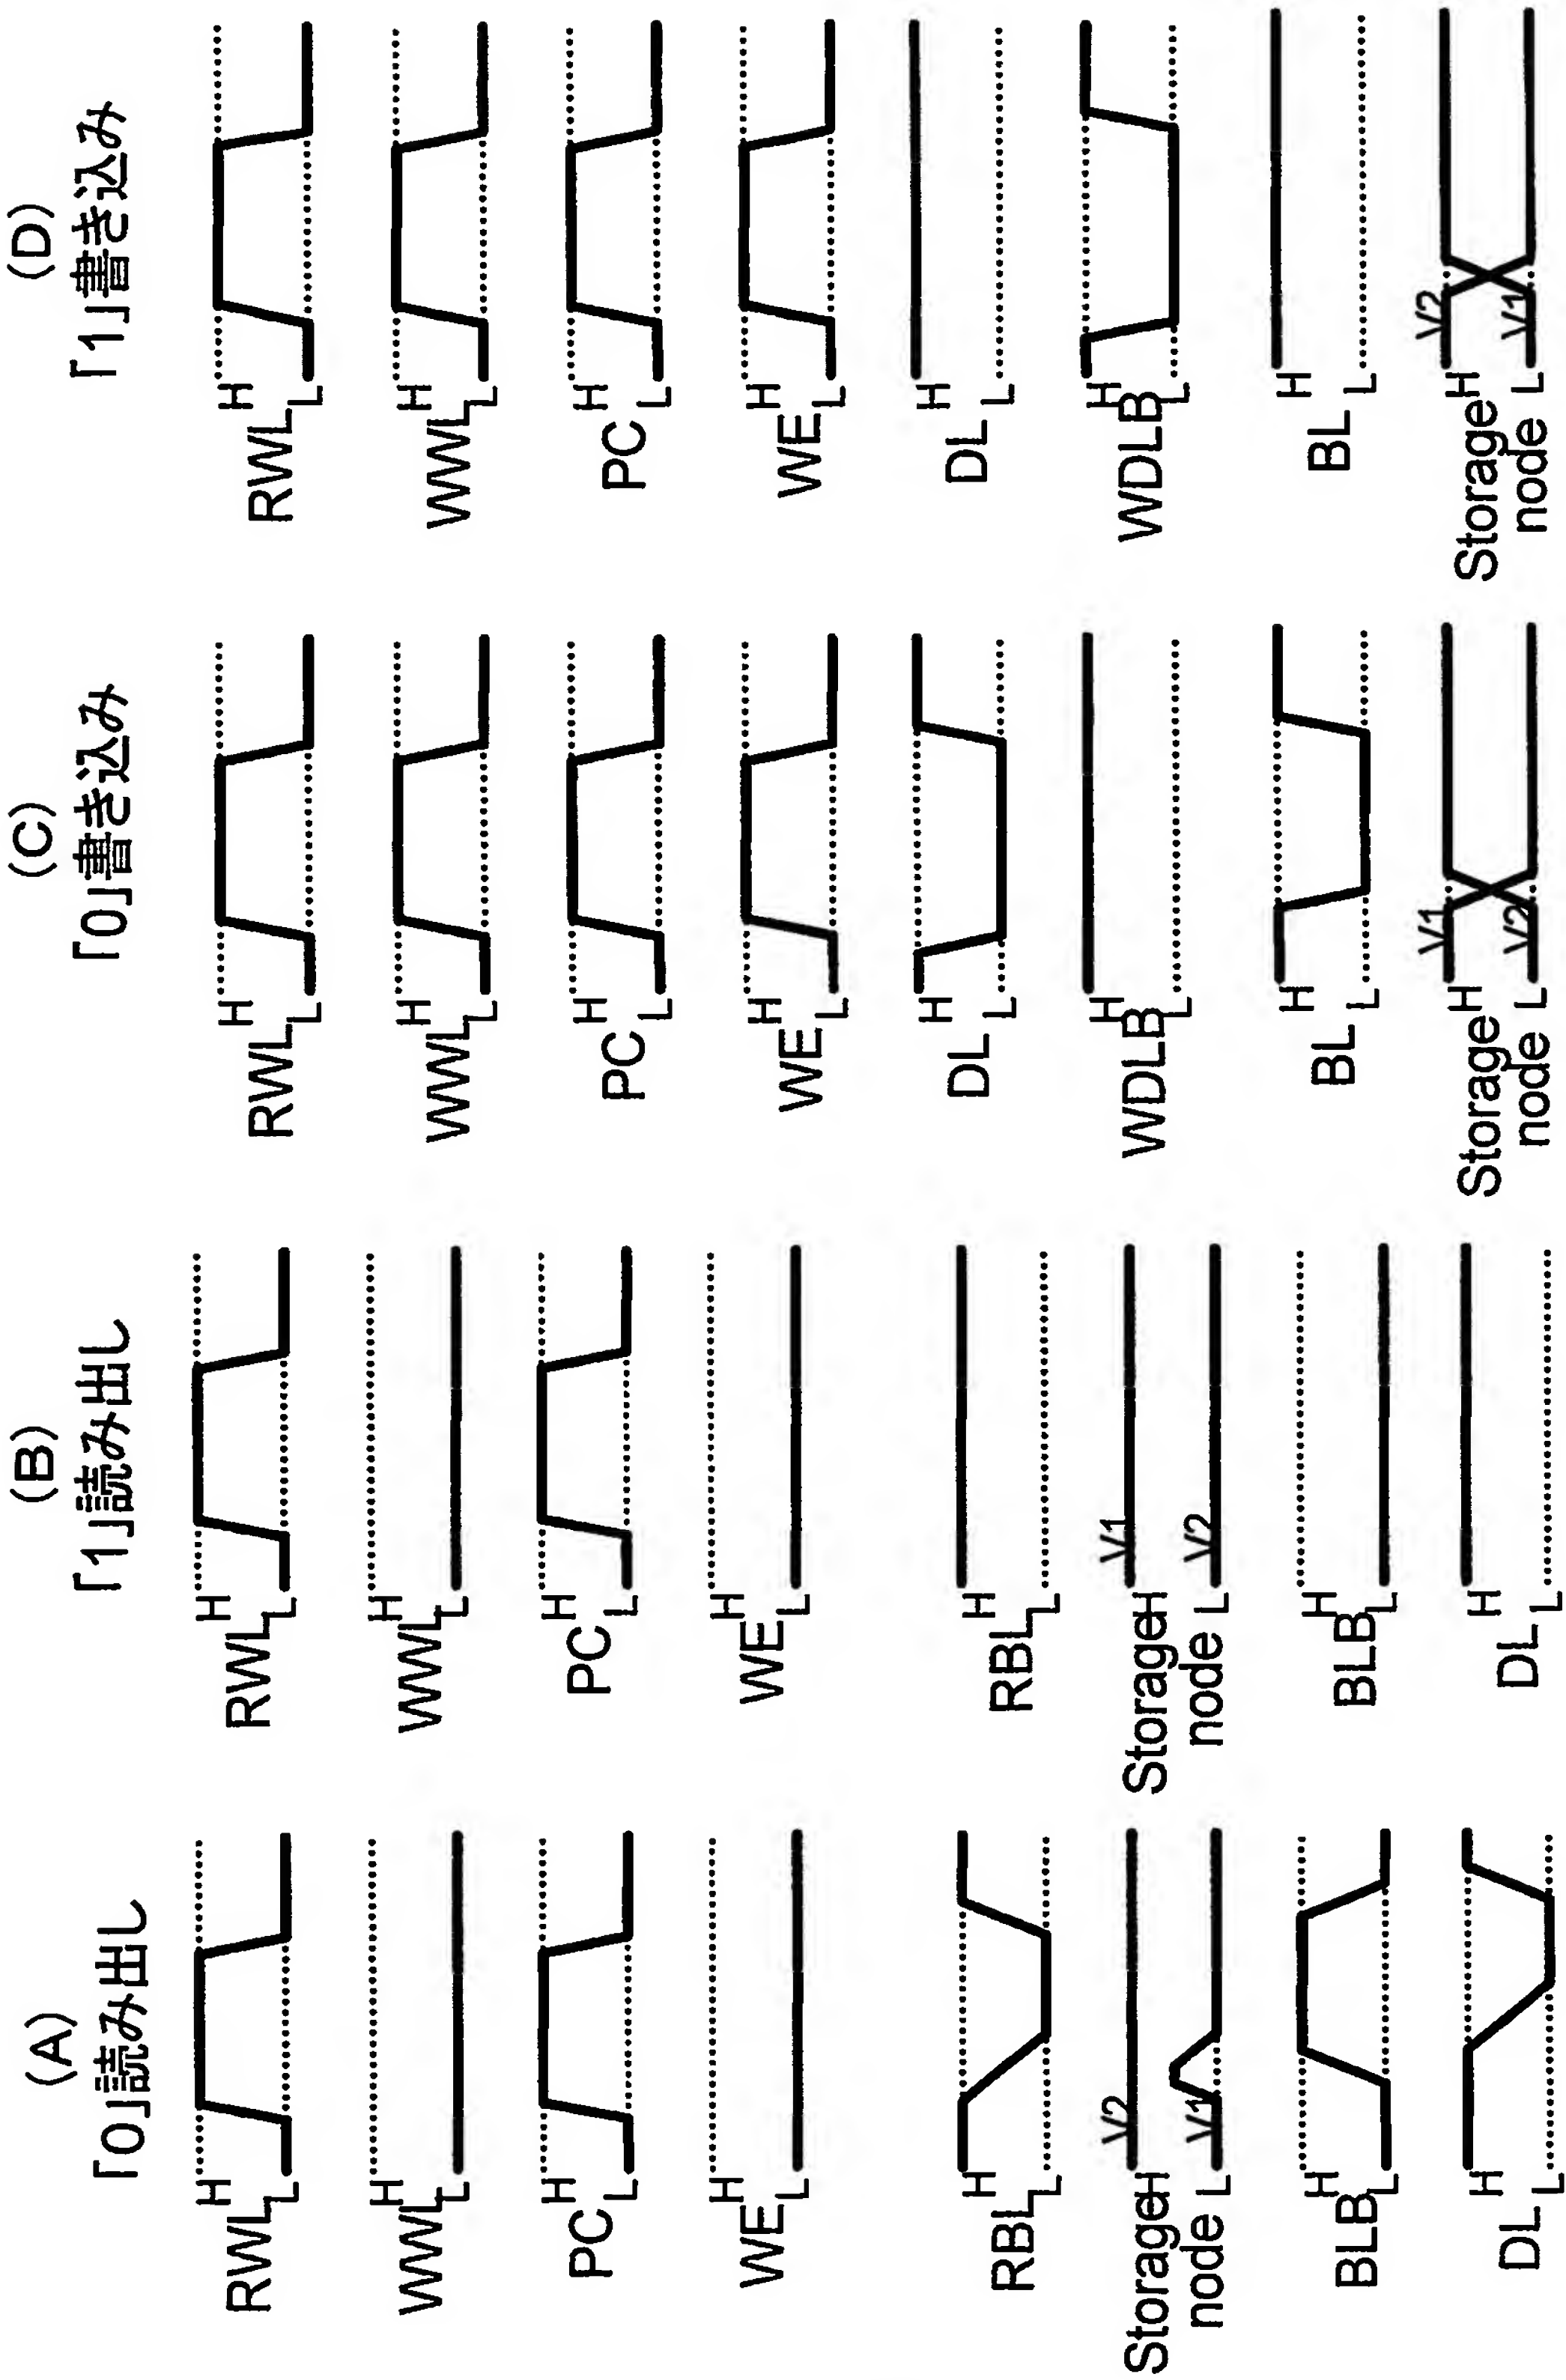 (A)
「0」読み出し
RWL
H
L
WWL
H
L
PC
H
L
WE
H
L
RBL
H
L
Storage
node
H
L
V2
V1
BLB
H
L
DL
H
L
(B)
「1」読み出し
RWL
H
L
WWL
H
L
PC
H
L
WE
H
L
RBL
H
L
Storage
node
H
L
V1
V2
BLB
H
L
DL
H
L
(C)
「0」書き込み
RWL
H
L
WWL
H
L
PC
H
L
WE
H
L
DL
H
L
WDLB
H
L
BL
H
L
Storage
node
H
L
V1
V2
(D)
「1」書き込み
RWL
H
L
WWL
H
L
PC
H
L
WE
H
L
DL
H
L
WDLB
H
L
BL
H
L
Storage
node
H
L
V2
V1